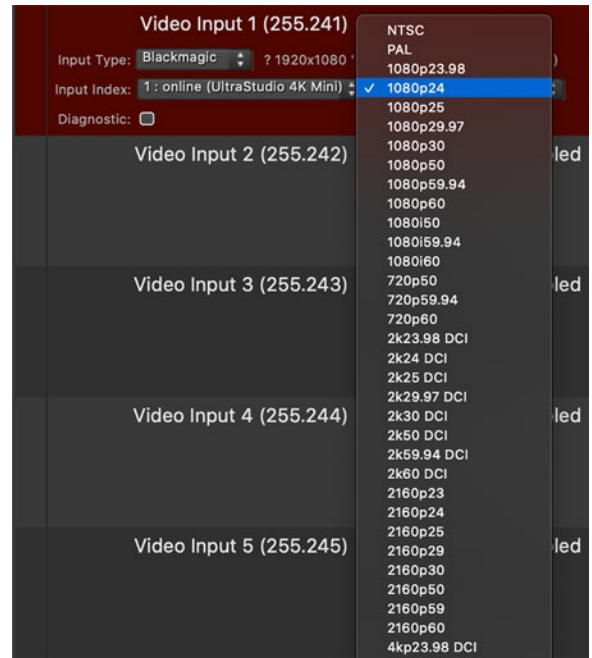 Video Input 1 (255.241)
Input Type: Blackmagic ? 1920x1080 ' )
Input Index: 1 : online (UltraStudio 4K Mini)
Diagnostic:
Video Input 2 (255.242) led
Video Input 3 (255.243) led
Video Input 4 (255.244) led
Video Input 5 (255.245) led
NTSC
PAL
1080p23.98
✓ 1080p24
1080p25
1080p29.97
1080p30
1080p50
1080p59.94
1080p60
1080i50
1080i59.94
1080i60
720p50
720p59.94
720p60
2k23.98 DCI
2k24 DCI
2k25 DCI
2k29.97 DCI
2k30 DCI
2k50 DCI
2k59.94 DCI
2k60 DCI
2160p23
2160p24
2160p25
2160p29
2160p30
2160p50
2160p59
2160p60
4kp23.98 DCI